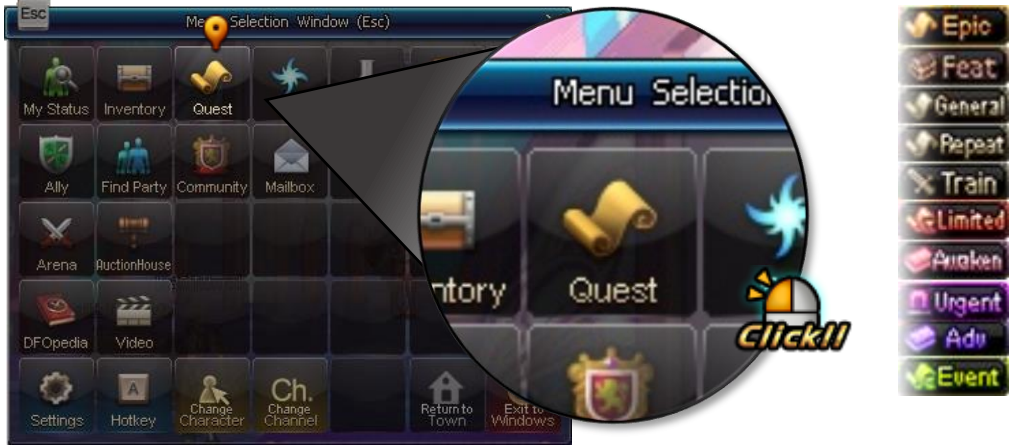 Esc
Menu Selection Window (Esc)
My Status Inventory Quest
Ally Find Party Community Mailbox
Arena AuctionHouse
DFOpedia Video
Settings Hotkey Change Character Ch. Change Channel Return to Town Exit to Windows
Menu Selection
ntory Quest
Click!!
Epic
Feat
General
Repeat
Train
Limited
Awaken
Urgent
Adv
Event